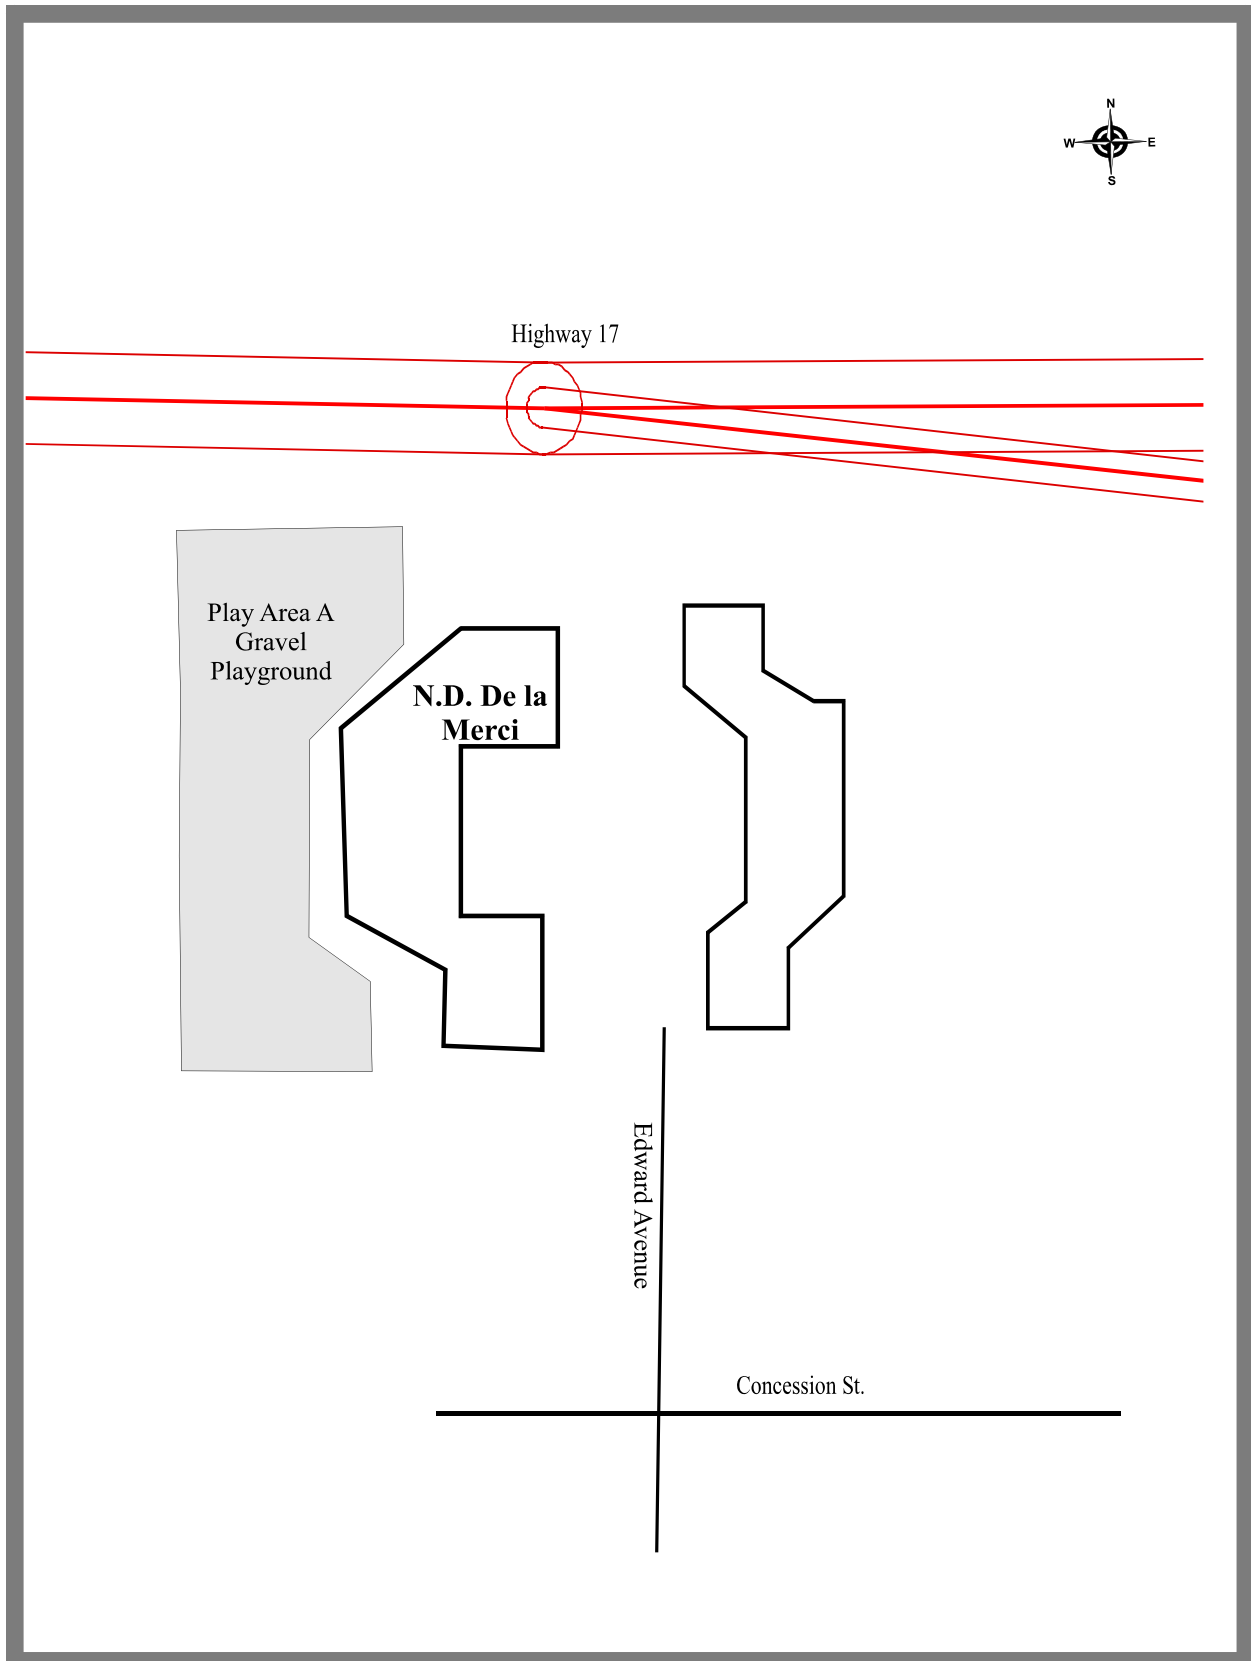 N
W
E
S
Highway 17
Play Area A
Gravel
Playground
N.D. De la
Merci
Edward Avenue
Concession St.